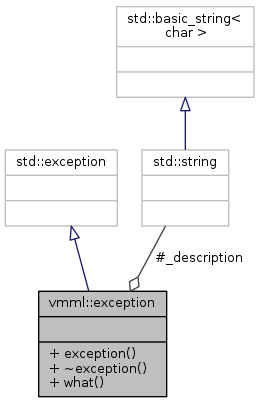 std::basic_string<
char >
std::exception
std::string
#_description
vmml::exception
+ exception()
+ ~exception()
+ what()